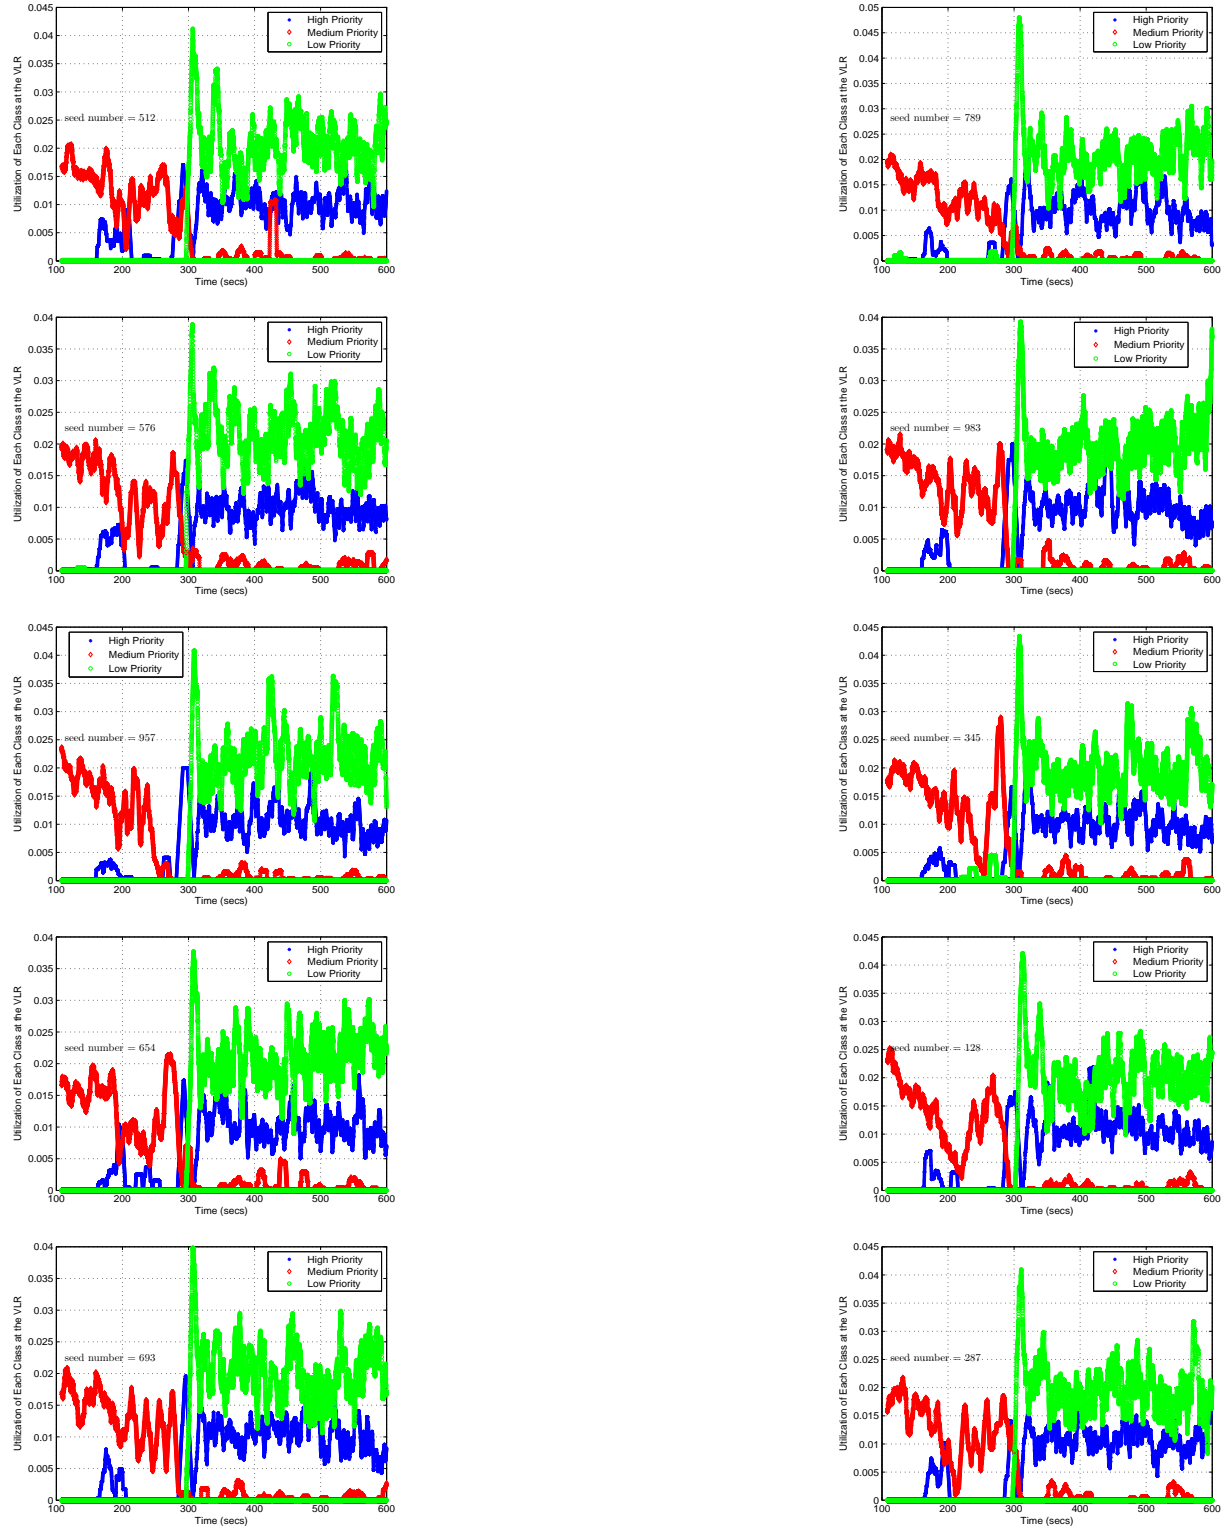 0.045
0.04
0.035
0.03
0.025
0.02
0.015
0.01
0.005
0
100 200 300 400 500 600
Time (secs)
Utilization of Each Class at the VLR
High Priority
Medium Priority
Low Priority
seed number = 512
0.05
0.045
0.04
0.035
0.03
0.025
0.02
0.015
0.01
0.005
0
100 200 300 400 500 600
Time (secs)
Utilization of Each Class at the VLR
High Priority
Medium Priority
Low Priority
seed number = 789
0.04
0.035
0.03
0.025
0.02
0.015
0.01
0.005
0
100 200 300 400 500 600
Time (secs)
Utilization of Each Class at the VLR
High Priority
Medium Priority
Low Priority
seed number = 576
0.04
0.035
0.03
0.025
0.02
0.015
0.01
0.005
0
100 200 300 400 500 600
Time (secs)
Utilization of Each Class at the VLR
High Priority
Medium Priority
Low Priority
seed number = 983
0.045
0.04
0.035
0.03
0.025
0.02
0.015
0.01
0.005
0
100 200 300 400 500 600
Time (secs)
Utilization of Each Class at the VLR
High Priority
Medium Priority
Low Priority
seed number = 957
0.045
0.04
0.035
0.03
0.025
0.02
0.015
0.01
0.005
0
100 200 300 400 500 600
Time (secs)
Utilization of Each Class at the VLR
High Priority
Medium Priority
Low Priority
seed number = 345
0.04
0.035
0.03
0.025
0.02
0.015
0.01
0.005
0
100 200 300 400 500 600
Time (secs)
Utilization of Each Class at the VLR
High Priority
Medium Priority
Low Priority
seed number = 654
0.045
0.04
0.035
0.03
0.025
0.02
0.015
0.01
0.005
0
100 200 300 400 500 600
Time (secs)
Utilization of Each Class at the VLR
High Priority
Medium Priority
Low Priority
seed number = 128
0.04
0.035
0.03
0.025
0.02
0.015
0.01
0.005
0
100 200 300 400 500 600
Time (secs)
Utilization of Each Class at the VLR
High Priority
Medium Priority
Low Priority
seed number = 693
0.045
0.04
0.035
0.03
0.025
0.02
0.015
0.01
0.005
0
100 200 300 400 500 600
Time (secs)
Utilization of Each Class at the VLR
High Priority
Medium Priority
Low Priority
seed number = 287